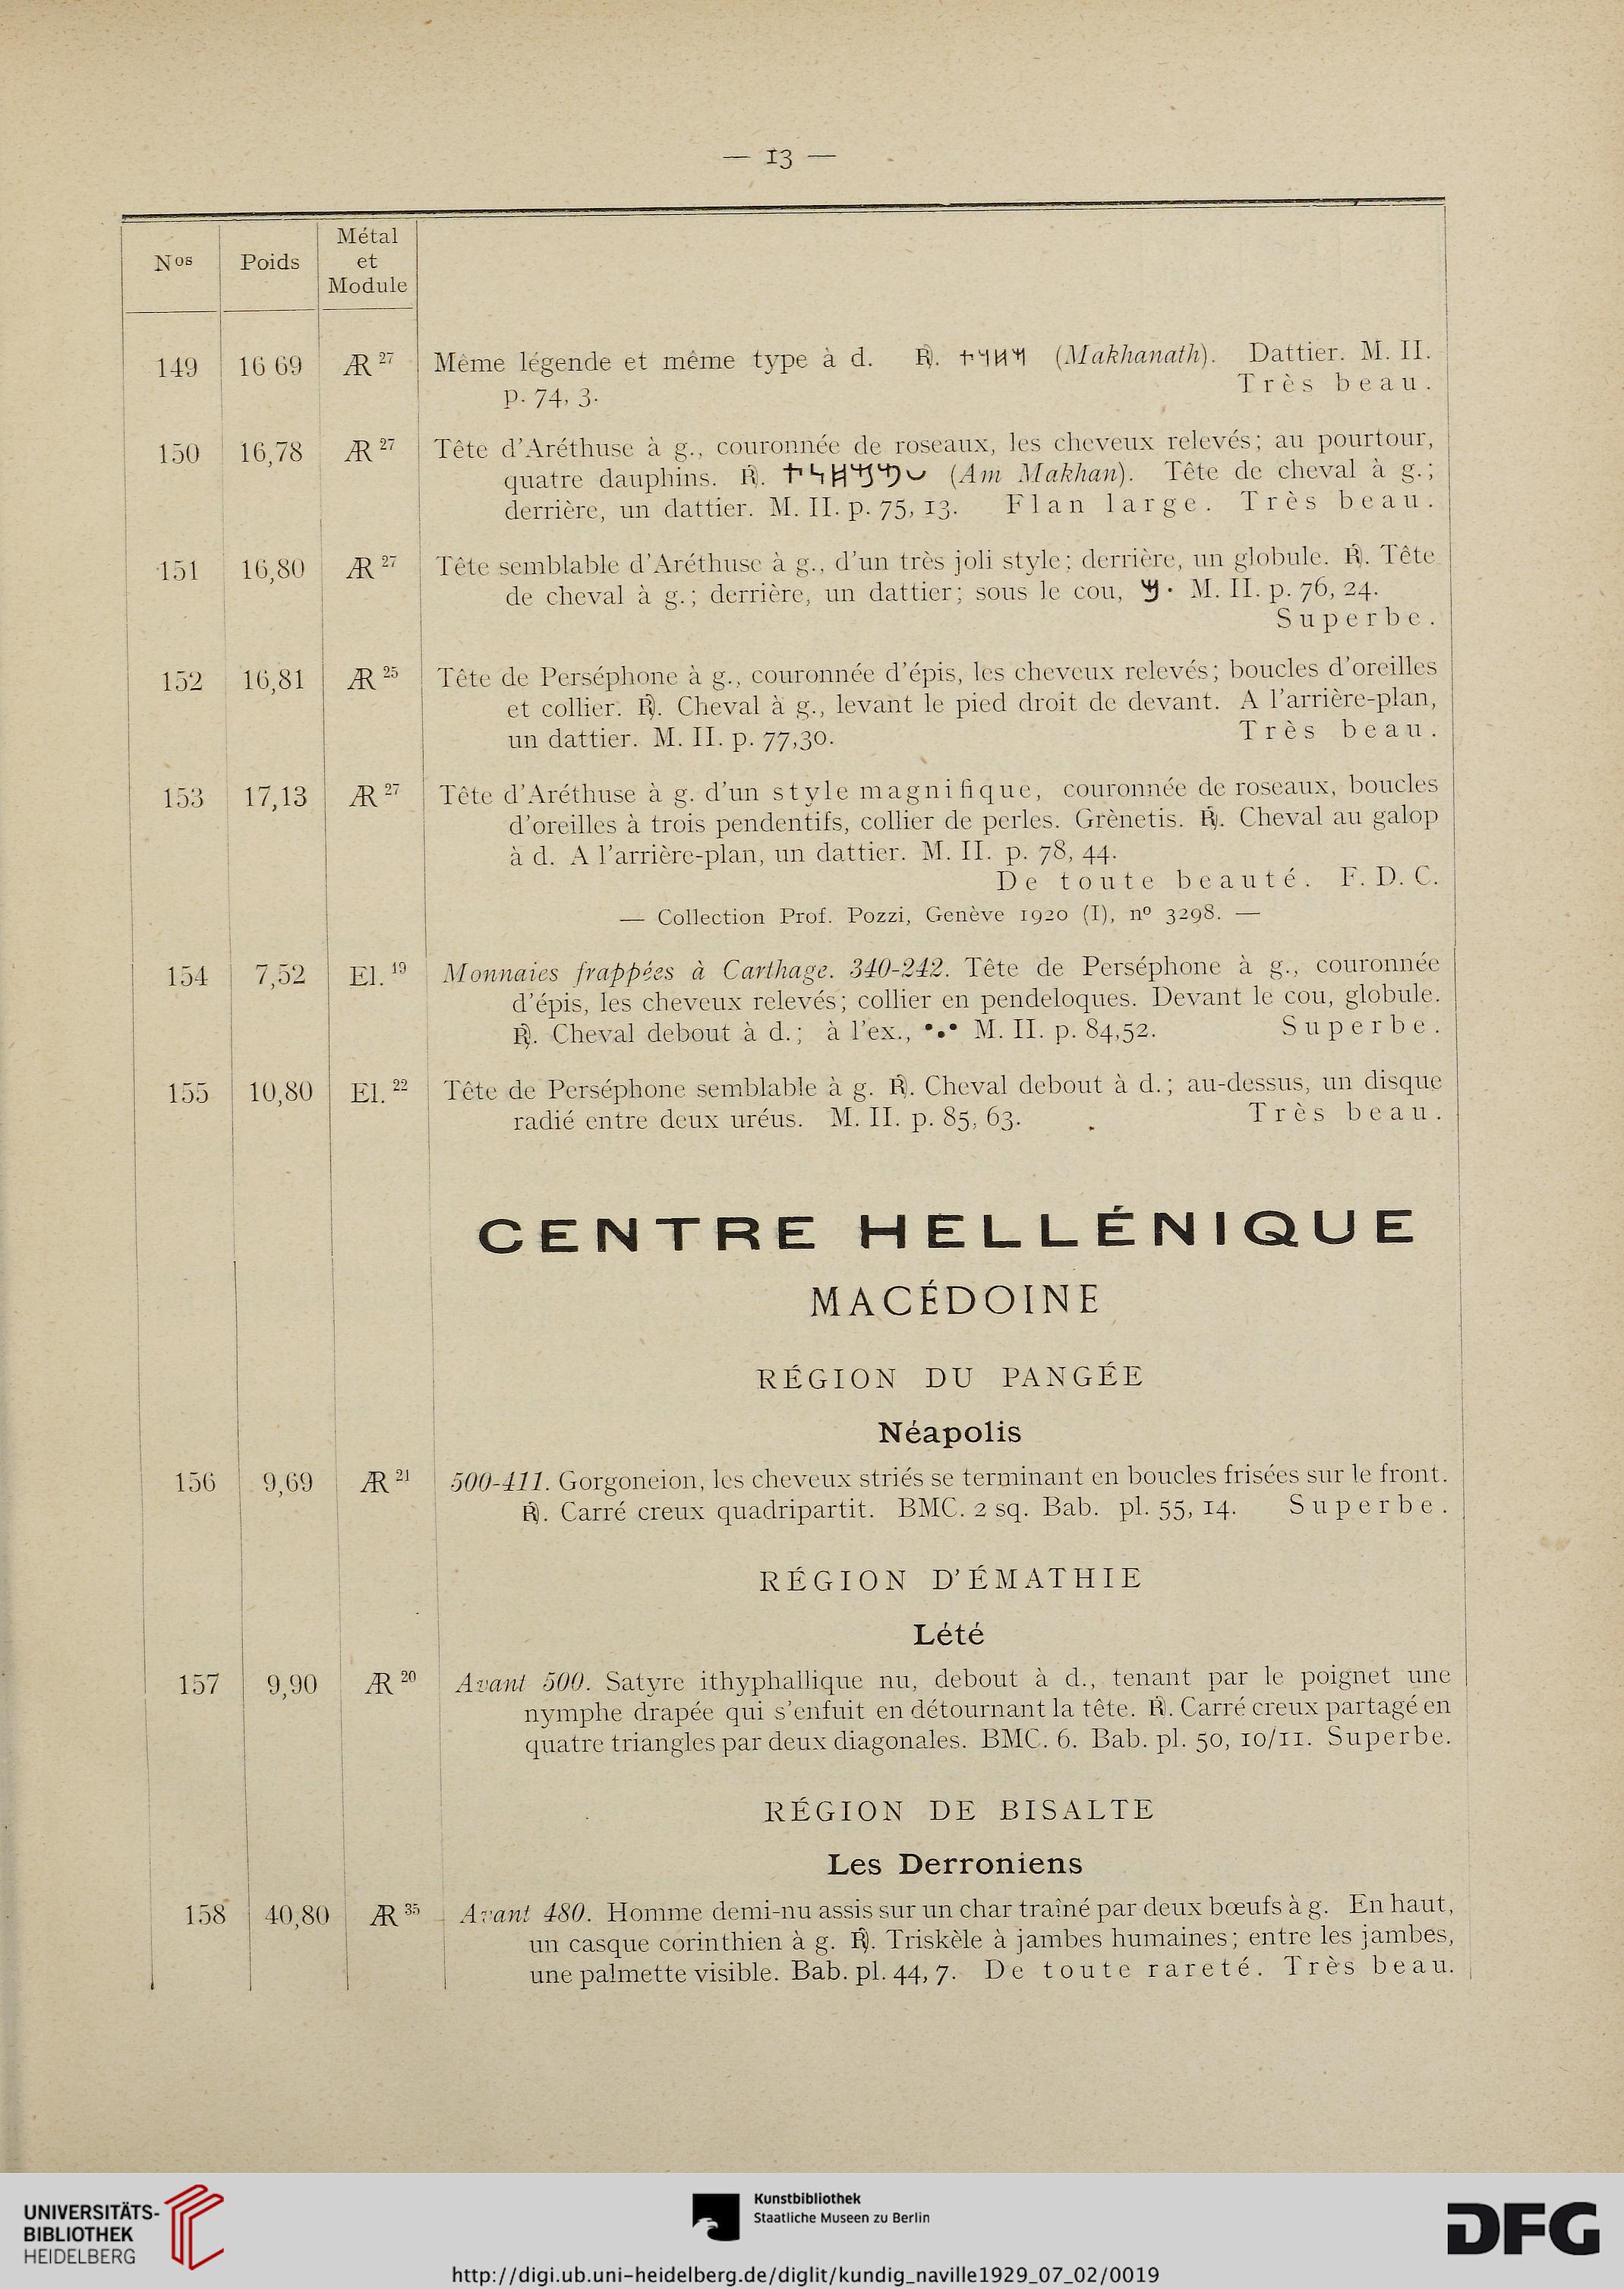 — 13 —
Nos Poids Métal et Module
149 16 69 Æ 27 Même légende et même type à d. ℞. (Makhanath). Dattier. M. II.
p. 74, 3. Très beau.
150 16,78 Æ 27 Tête d'Aréthuse à g., couronnée de roseaux, les cheveux relevés; au pourtour,
quatre dauphins. ℞. (Am Makhan). Tête de cheval à g.;
derrière, un dattier. M. II. p. 75, 13. Flan large. Très beau.
151 16,80 Æ 27 Tête semblable d'Aréthuse à g., d'un très joli style; derrière, un globule. ℞. Tête
de cheval à g.; derrière, un dattier; sous le cou, M. II. p. 76, 24.
Superbe.
152 16,81 Æ 25 Tête de Perséphone à g., couronnée d'épis, les cheveux relevés; boucles d'oreilles
et collier. ℞. Cheval à g., levant le pied droit de devant. A l'arrière-plan,
un dattier. M. II. p. 77,30. Très beau.
153 17,13 Æ 27 Tête d'Aréthuse à g. d'un style magnifique, couronnée de roseaux, boucles
d'oreilles à trois pendentifs, collier de perles. Grènetis. ℞. Cheval au galop
à d. A l'arrière-plan, un dattier. M. II. p. 78, 44.
De toute beauté. F. D. C.
— Collection Prof. Pozzi, Genève 1920 (I), nº 3298. —
154 7,52 El. 19 Monnaies frappées à Carthage. 340-242. Tête de Perséphone à g., couronnée
d'épis, les cheveux relevés; collier en pendeloques. Devant le cou, globule.
℞. Cheval debout à d.; à l'ex., •.• M. II. p. 84,52. Superbe.
155 10,80 El. 22 Tête de Perséphone semblable à g. ℞. Cheval debout à d.; au-dessus, un disque
radié entre deux uréus. M. II. p. 85, 63. Très beau.
CENTRE HELLÉNIQUE
MACÉDOINE
RÉGION DU PANGÉE
Néapolis
156 9,69 Æ 21 500-411. Gorgoneion, les cheveux striés se terminant en boucles frisées sur le front.
℞. Carré creux quadripartit. BMC. 2 sq. Bab. pl. 55, 14. Superbe.
RÉGION D'ÉMATHIE
Lété
157 9,90 Æ 20 Avant 500. Satyre ithyphallique nu, debout à d., tenant par le poignet une
nymphe drapée qui s'enfuit en détournant la tête. ℞. Carré creux partagé en
quatre triangles par deux diagonales. BMC. 6. Bab. pl. 50, 10/11. Superbe.
RÉGION DE BISALTE
Les Derroniens
158 40,80 Æ 35 Avant 480. Homme demi-nu assis sur un char traîné par deux bœufs à g. En haut,
un casque corinthien à g. ℞. Triskèle à jambes humaines; entre les jambes,
une palmette visible. Bab. pl. 44, 7. De toute rareté. Très beau.
UNIVERSITÄTS-
BIBLIOTHEK
HEIDELBERG
Kunstbibliothek
Staatliche Museen zu Berlin
DFG
http://digi.ub.uni-heidelberg.de/diglit/kundig_naville1929_07_02/0019